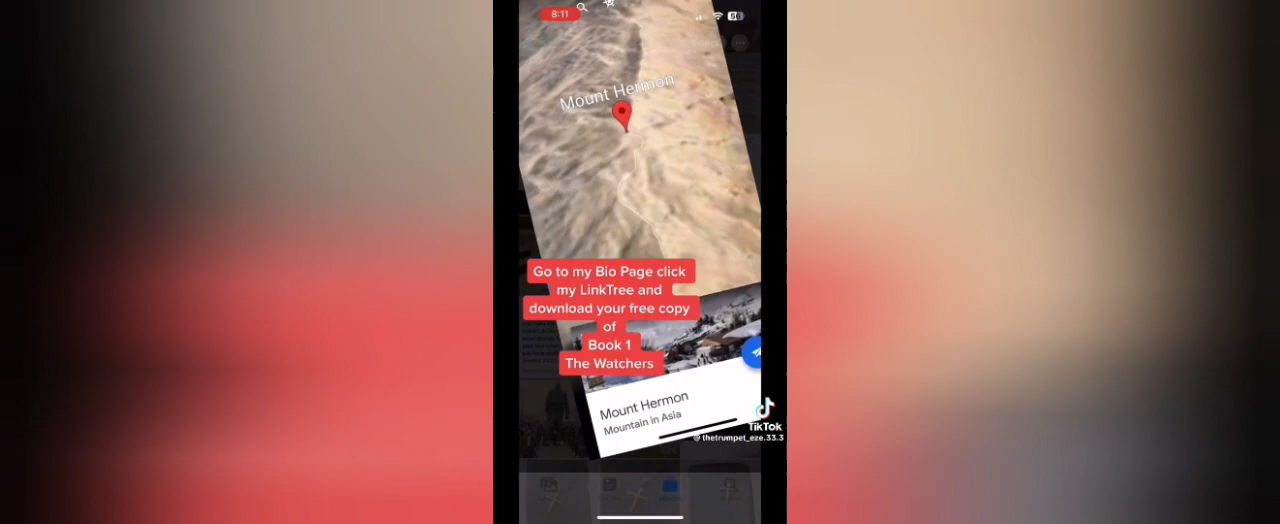 8:11
50
Mount Hermon
Go to my Bio Page click
my LinkTree and
download your free copy
of
Book 1
The Watchers
Mount Hermon
Mountain in Asia
TikTok
@thetrumpet_eze.33.3